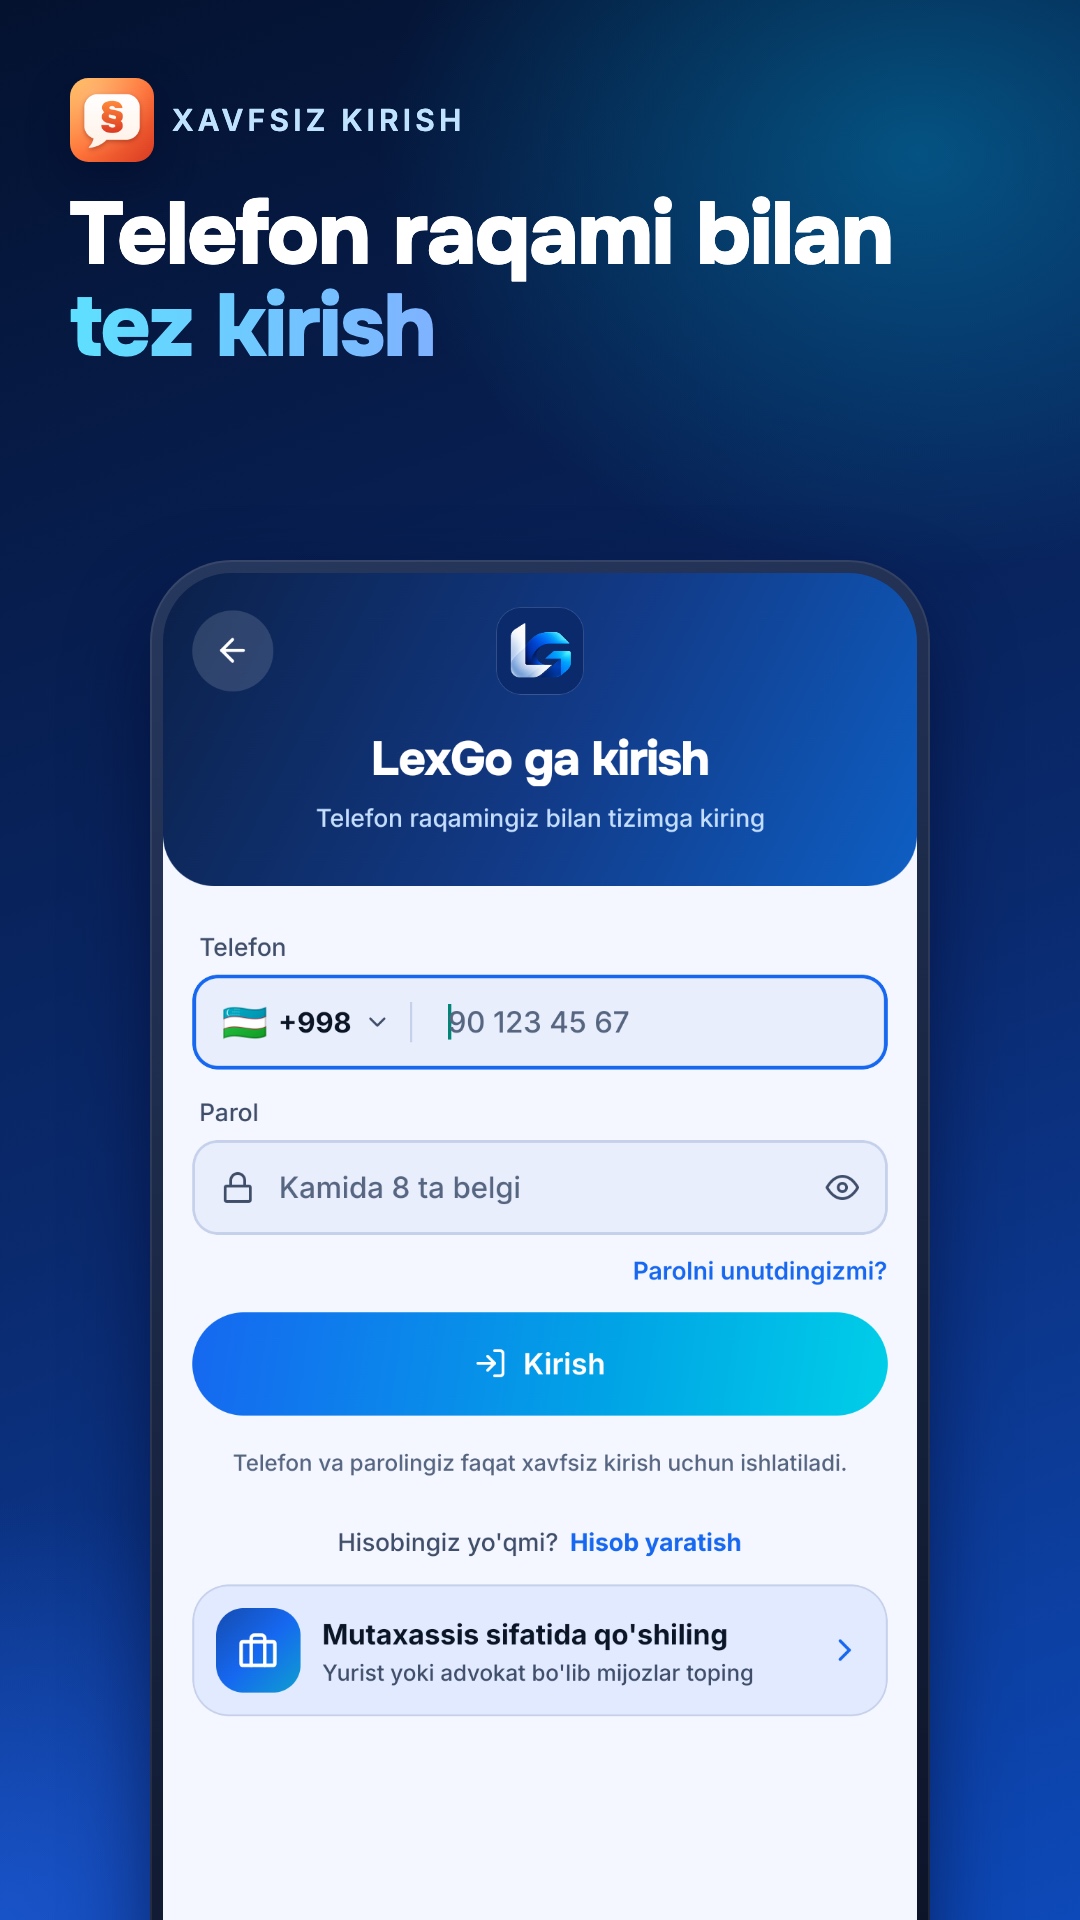 §
XAVFSIZ KIRISH
Telefon raqami bilan
tez kirish
LG
LexGo ga kirish
Telefon raqamingiz bilan tizimga kiring
Telefon
+998 90 123 45 67
Parol
Kamida 8 ta belgi
Parolni unutdingizmi?
Kirish
Telefon va parolingiz faqat xavfsiz kirish uchun ishlatiladi.
Hisobingiz yo'qmi? Hisob yaratish
Mutaxassis sifatida qo'shiling
Yurist yoki advokat bo'lib mijozlar toping